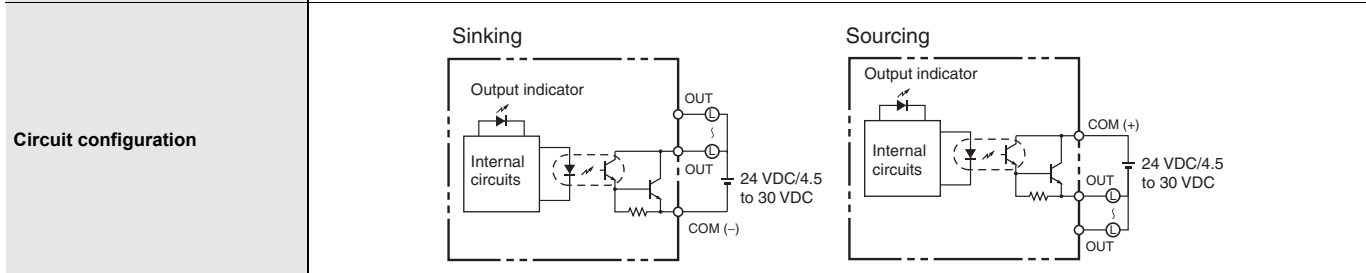 Circuit configuration
Sinking
Output indicator
Internal
circuits
OUT
L
L
OUT
24 VDC/4.5
to 30 VDC
COM (–)
Sourcing
Output indicator
Internal
circuits
COM (+)
24 VDC/4.5
to 30 VDC
OUT
L
L
OUT